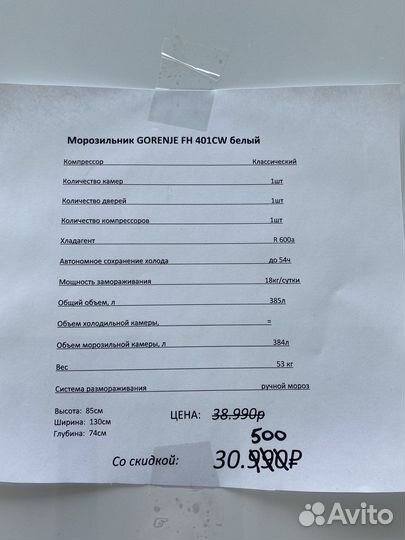 Морозильник GORENJE FH 401CW белый
Компрессор Классический
Количество камер 1шт
Количество дверей 1шт
Количество компрессоров 1шт
Хладагент R 600a
Автономное сохранение холода до 54ч
Мощность замораживания 18кг/сутки
Общий объем, л 385л
Объем холодильной камеры, =
Объем морозильной камеры, л 384л
Вес 53 кг
Система размораживания ручной мороз
Высота: 85см
Ширина: 130см
Глубина: 74см
ЦЕНА: 38.990р
500
Со скидкой: 30.990₽
Avito